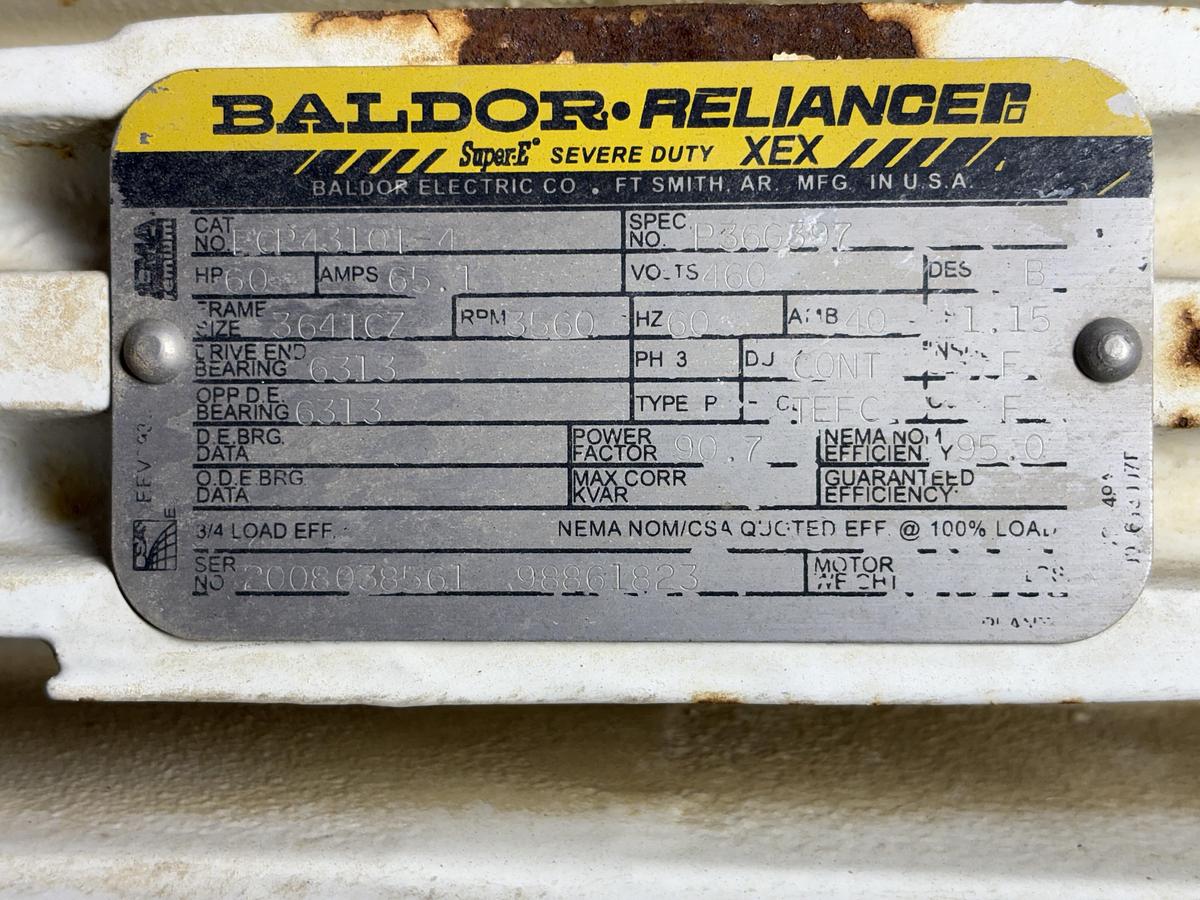 BALDOR • RELIANCE
Super-E® SEVERE DUTY XEX
BALDOR ELECTRIC CO. FT SMITH, AR. MFG. IN U.S.A.
CAT NO. ECP43101-4 SPEC NO. P36G397
HP 60 AMPS 65.1 VOLTS 460 DES B
FRAME SIZE 364TCZ RPM 3560 HZ 60 AMB 40 1.15
DRIVE END BEARING 6313 PH 3 CONT F
OPP D.E. BEARING 6313 TYPE P TEFC F
D.E.BRG. DATA POWER FACTOR 90.7 NEMA NOM EFFICIENCY 95.0
O.D.E BRG DATA MAX CORR KVAR GUARANTEED EFFICIENCY
3/4 LOAD EFF. NEMA NOM/CSA QUOTED EFF. @ 100% LOAD
SER NO 2008038561 98861823 MOTOR WEIGHT